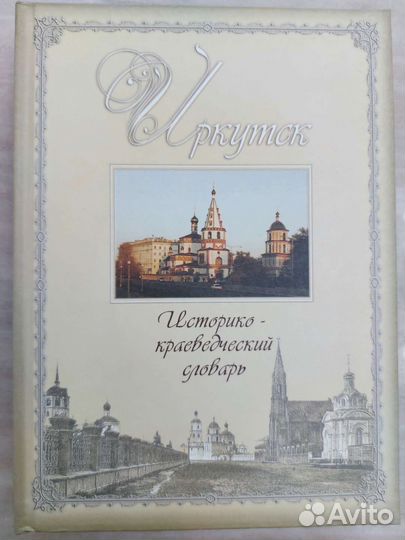 Иркутск
Историко-
краеведческий
словарь
Avito